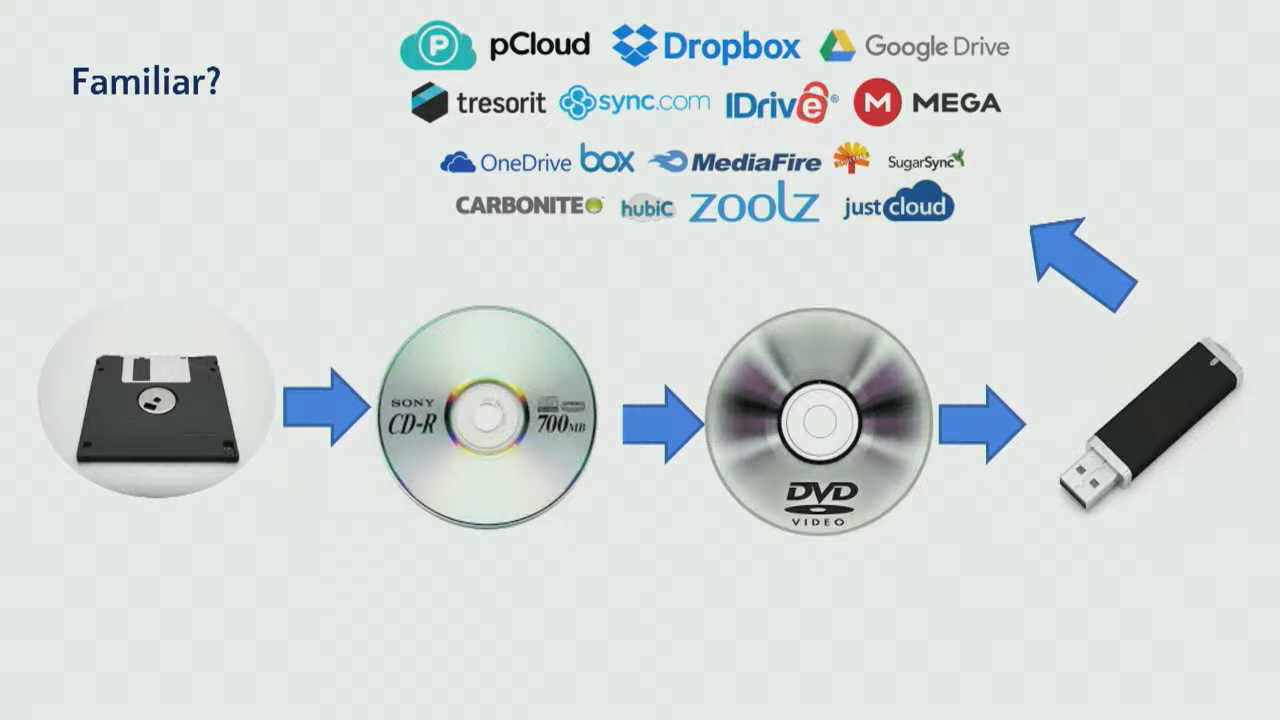 Familiar?
pCloud Dropbox Google Drive
tresorit sync.com IDrive® MEGA
OneDrive box MediaFire SugarSync
CARBONITE hubiC zoolz justcloud
SONY
CD-R 700MB
DVD
VIDEO